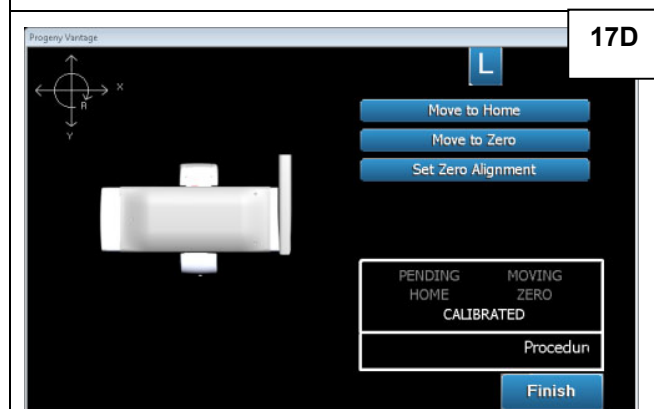 Progeny Vantage
17D
L
X
R
Y
Move to Home
Move to Zero
Set Zero Alignment
PENDING MOVING
HOME ZERO
CALIBRATED
Procedun
Finish